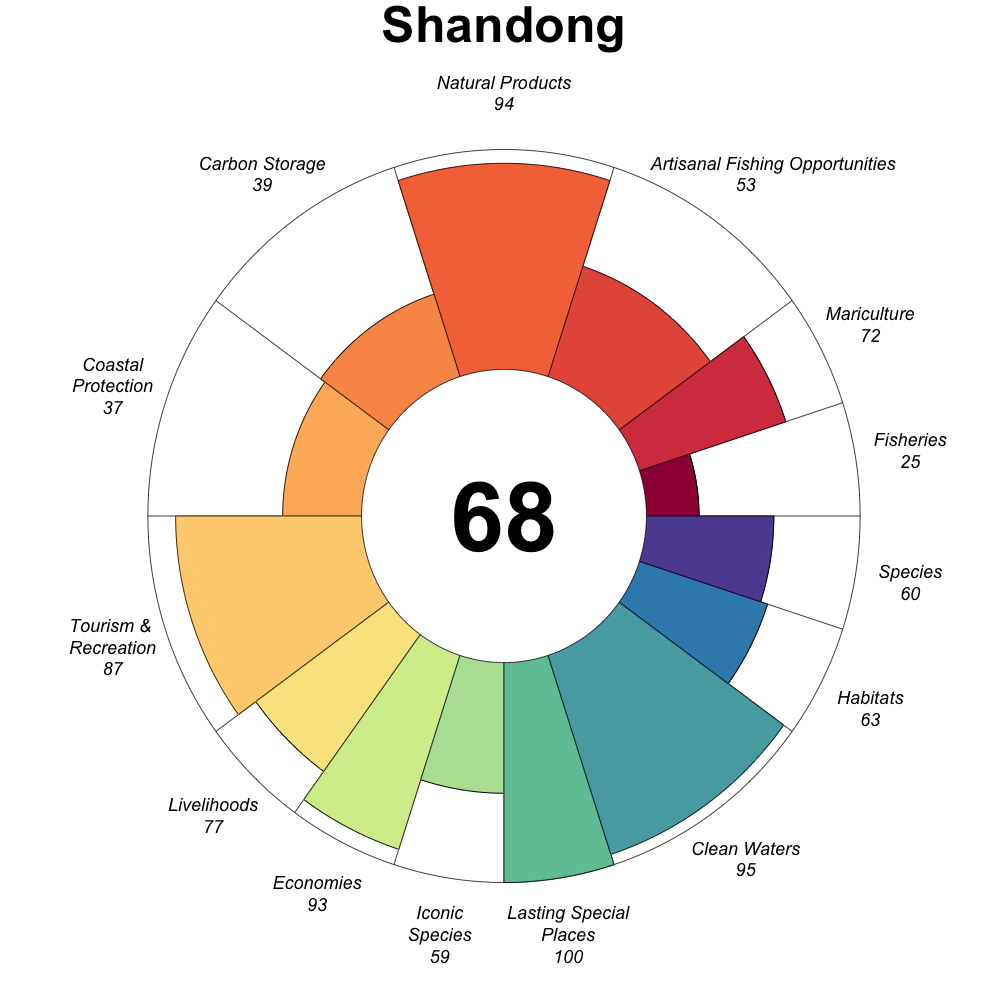 Shandong
Natural Products
94
Carbon Storage
39
Artisanal Fishing Opportunities
53
Mariculture
72
Coastal
Protection
37
Fisheries
25
68
Species
60
Tourism &
Recreation
87
Habitats
63
Livelihoods
77
Clean Waters
95
Economies
93
Iconic
Species
59
Lasting Special
Places
100